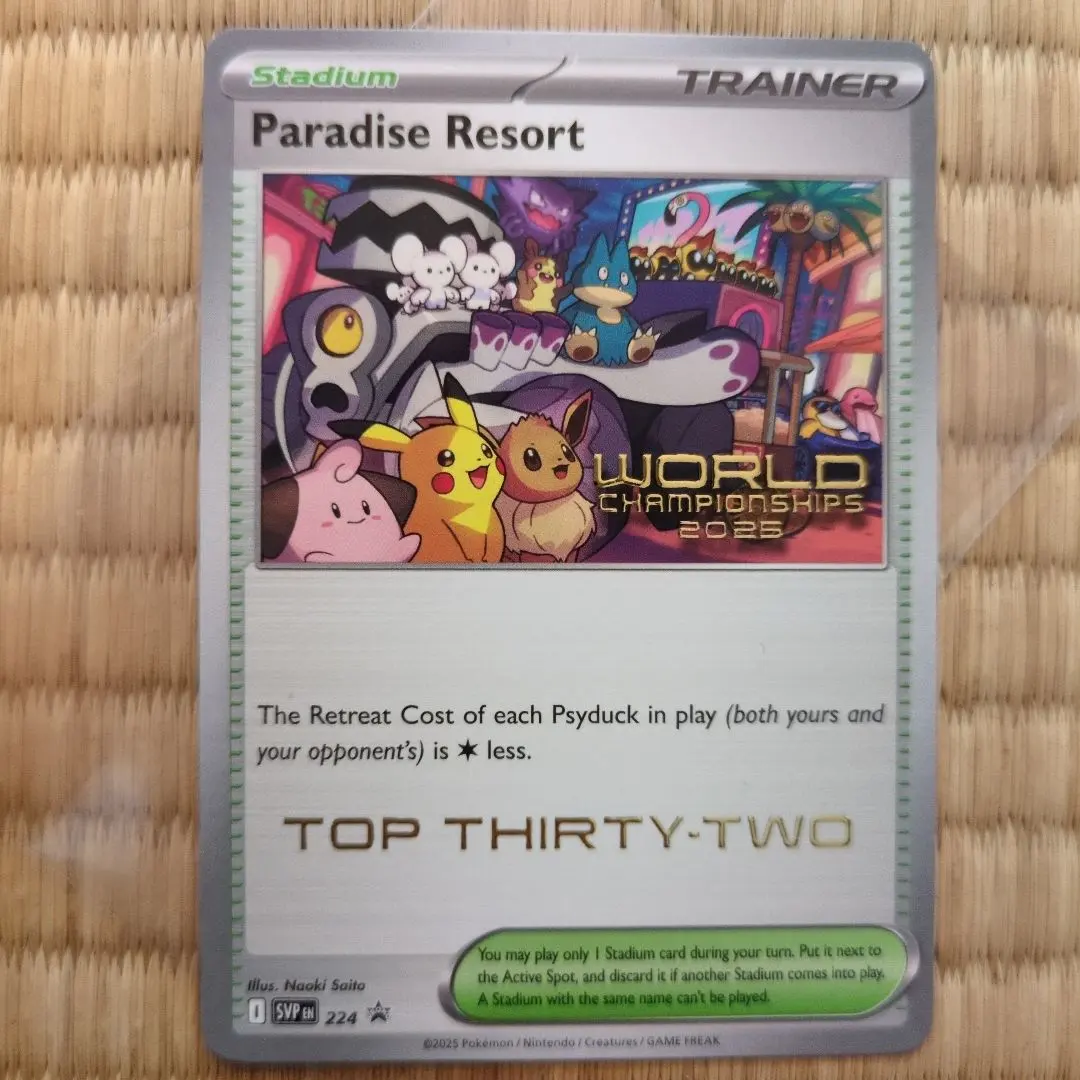 Stadium
TRAINER
Paradise Resort
WORLD
CHAMPIONSHIPS
2025
The Retreat Cost of each Psyduck in play (both yours and
your opponent's) is ✶ less.
TOP THIRTY-TWO
You may play only 1 Stadium card during your turn. Put it next to
the Active Spot, and discard it if another Stadium comes into play.
A Stadium with the same name can't be played.
Illus. Naoki Saito
I SVP EN 224
©2025 Pokémon / Nintendo / Creatures / GAME FREAK